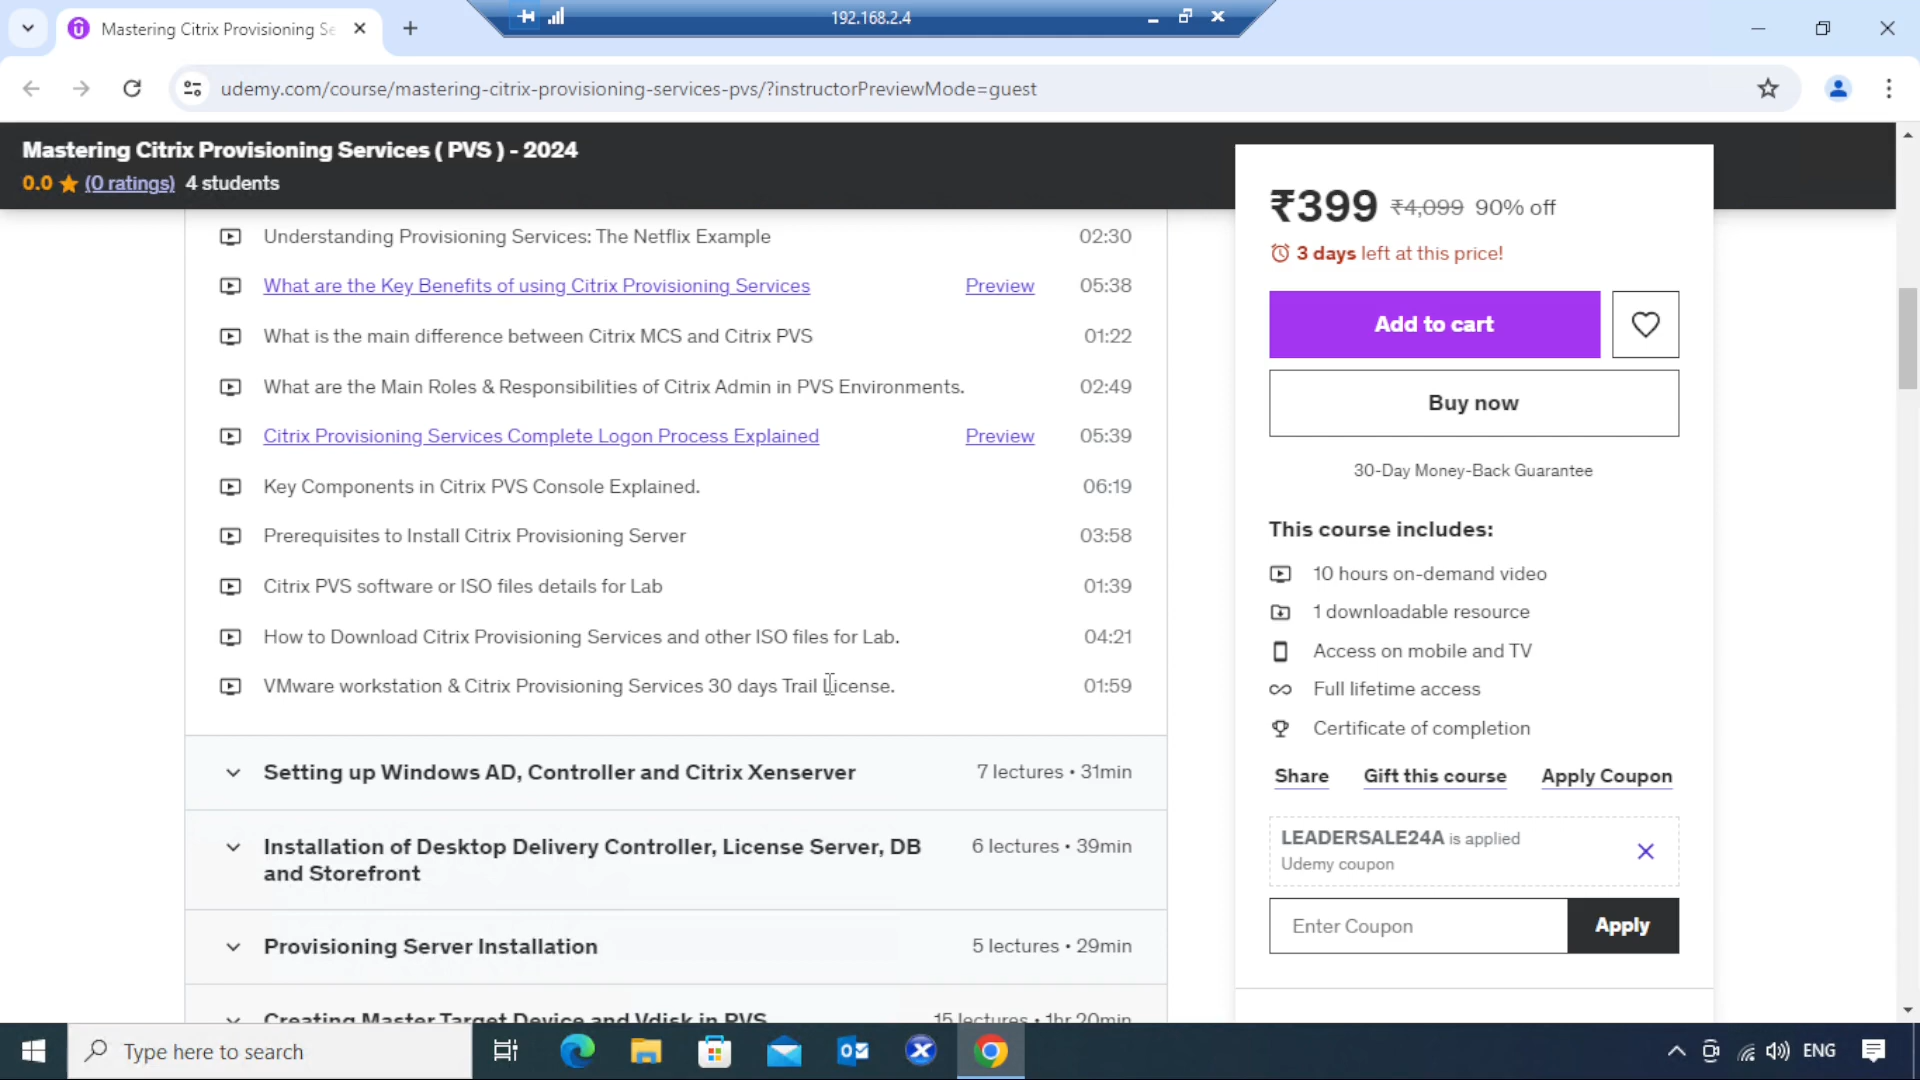 Mastering Citrix Provisioning Se
192.168.2.4
udemy.com/course/mastering-citrix-provisioning-services-pvs/?instructorPreviewMode=guest
Mastering Citrix Provisioning Services ( PVS ) - 2024
0.0 (0 ratings) 4 students
Understanding Provisioning Services: The Netflix Example 02:30
What are the Key Benefits of using Citrix Provisioning Services Preview 05:38
What is the main difference between Citrix MCS and Citrix PVS 01:22
What are the Main Roles & Responsibilities of Citrix Admin in PVS Environments. 02:49
Citrix Provisioning Services Complete Logon Process Explained Preview 05:39
Key Components in Citrix PVS Console Explained. 06:19
Prerequisites to Install Citrix Provisioning Server 03:58
Citrix PVS software or ISO files details for Lab 01:39
How to Download Citrix Provisioning Services and other ISO files for Lab. 04:21
VMware workstation & Citrix Provisioning Services 30 days Trail License. 01:59
Setting up Windows AD, Controller and Citrix Xenserver 7 lectures • 31min
Installation of Desktop Delivery Controller, License Server, DB 6 lectures • 39min
and Storefront
Provisioning Server Installation 5 lectures • 29min
Creating Master Target Device and Vdisk in PVS 15 lectures • 1hr 20min
₹399 ₹4,099 90% off
3 days left at this price!
Add to cart
Buy now
30-Day Money-Back Guarantee
This course includes:
10 hours on-demand video
1 downloadable resource
Access on mobile and TV
Full lifetime access
Certificate of completion
Share Gift this course Apply Coupon
LEADERSALE24A is applied
Udemy coupon
Enter Coupon Apply
Type here to search
ENG